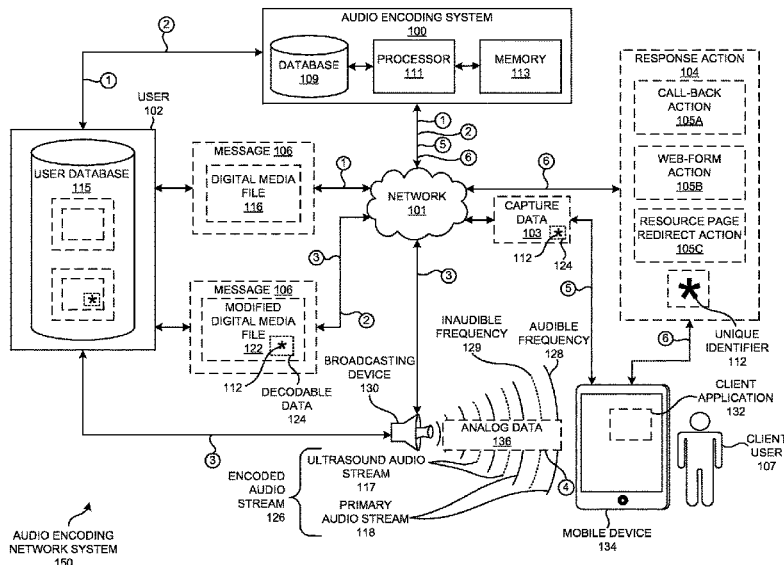 AUDIO ENCODING SYSTEM
100
DATABASE
109
PROCESSOR
111
MEMORY
113
2
1
USER
102
USER DATABASE
115
*
MESSAGE 106
DIGITAL MEDIA
FILE
116
1
1
2
5
6
NETWORK
101
6
CAPTURE
DATA
103
*
112
124
RESPONSE ACTION
104
CALL-BACK
ACTION
105A
WEB-FORM
ACTION
105B
RESOURCE PAGE
REDIRECT ACTION
105C
*
UNIQUE
IDENTIFIER
112
3
3
5
6
MESSAGE 106
MODIFIED
DIGITAL MEDIA
FILE
122
*
2
112
DECODABLE
DATA
124
BROADCASTING
DEVICE
130
INAUDIBLE
FREQUENCY
129
AUDIBLE
FREQUENCY
128
ANALOG DATA
136
CLIENT
APPLICATION
132
3
4
ENCODED
AUDIO
STREAM
126
ULTRASOUND AUDIO
STREAM
117
PRIMARY
AUDIO STREAM
118
CLIENT
USER
107
MOBILE DEVICE
134
AUDIO ENCODING
NETWORK SYSTEM
150